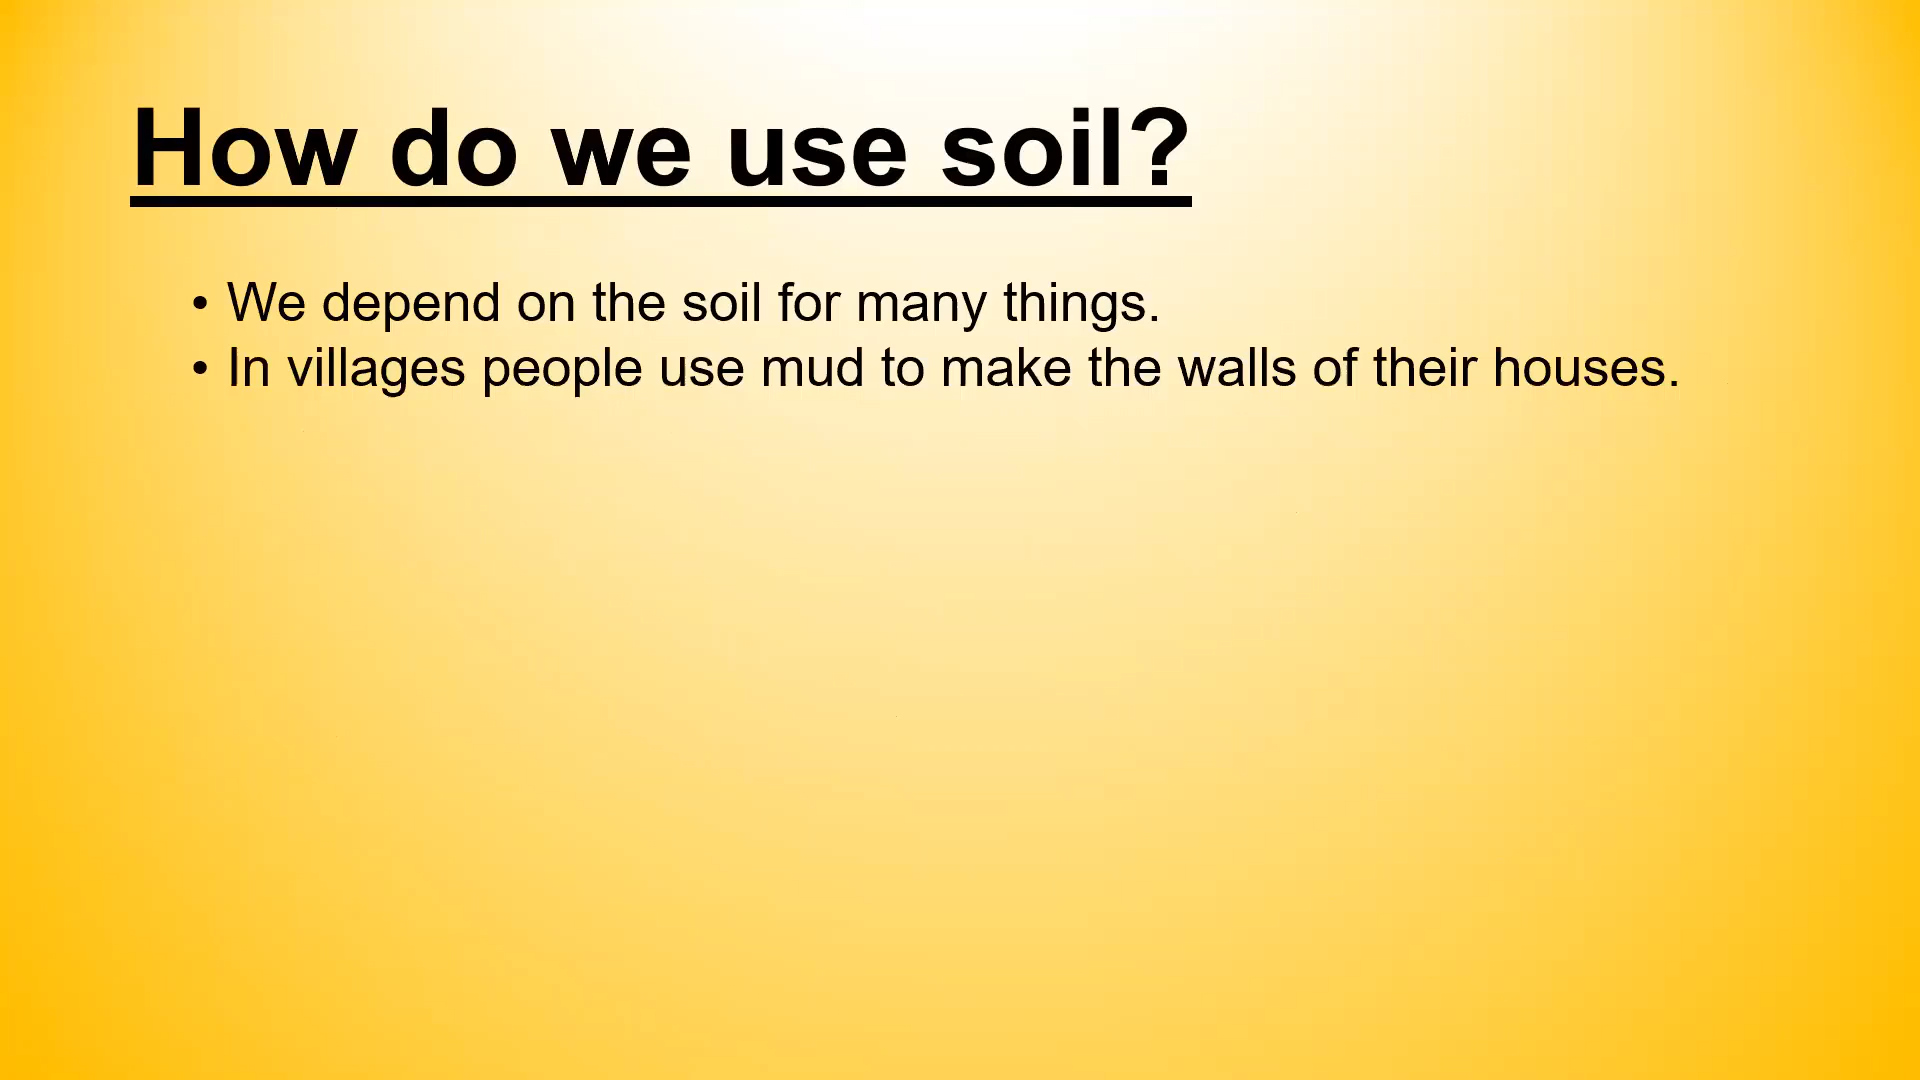 How do we use soil?
• We depend on the soil for many things.
• In villages people use mud to make the walls of their houses.